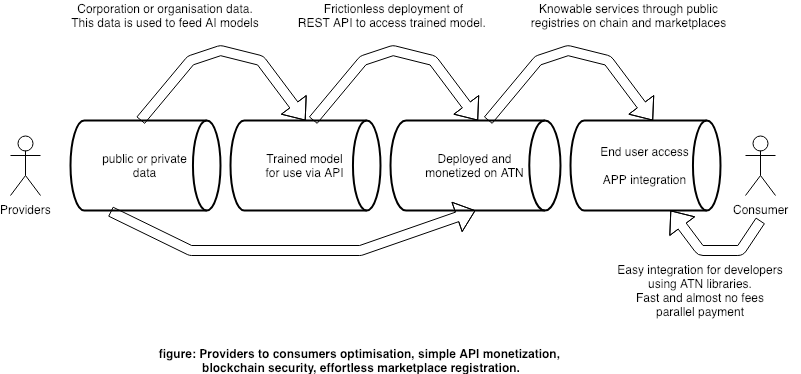 Corporation or organisation data.
This data is used to feed AI models
Frictionless deployment of
REST API to access trained model.
Knowable services through public
registries on chain and marketplaces
public or private
data
Trained model
for use via API
Deployed and
monetized on ATN
End user access
APP integration
Providers
Consumer
Easy integration for developers
using ATN libraries.
Fast and almost no fees
parallel payment
figure: Providers to consumers optimisation, simple API monetization,
blockchain security, effortless marketplace registration.